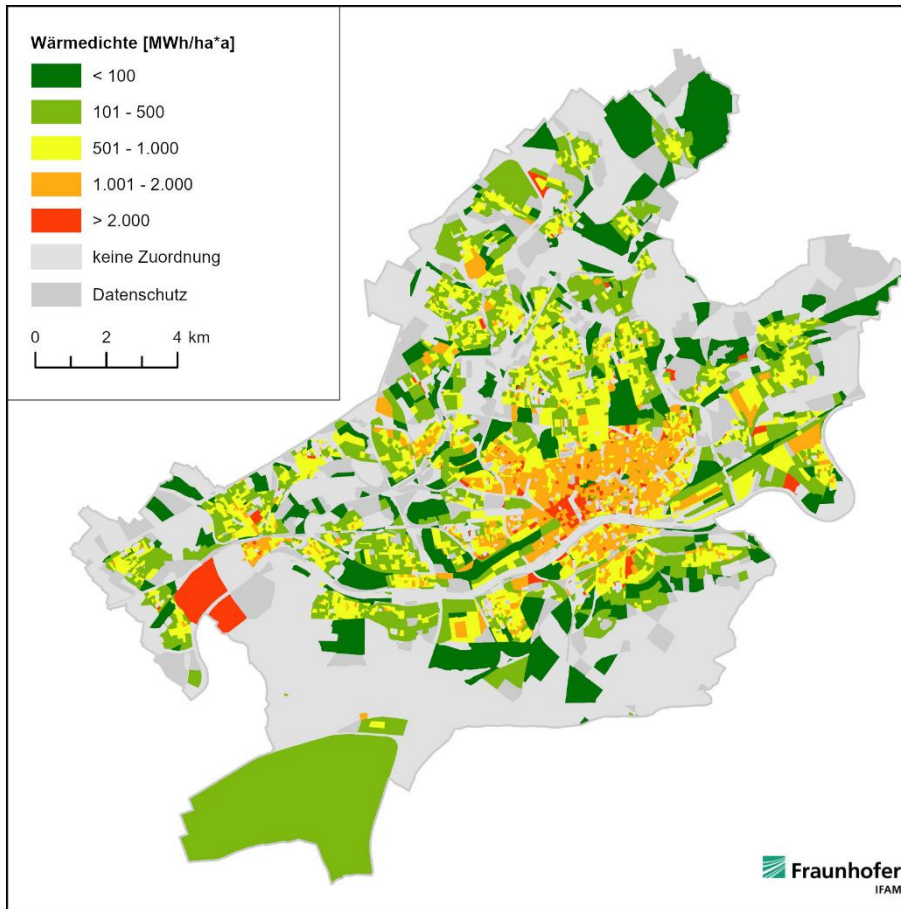 Wärmedichte [MWh/ha*a]
< 100
101 - 500
501 - 1.000
1.001 - 2.000
> 2.000
keine Zuordnung
Datenschutz
0 2 4 km
Fraunhofer
IFAM